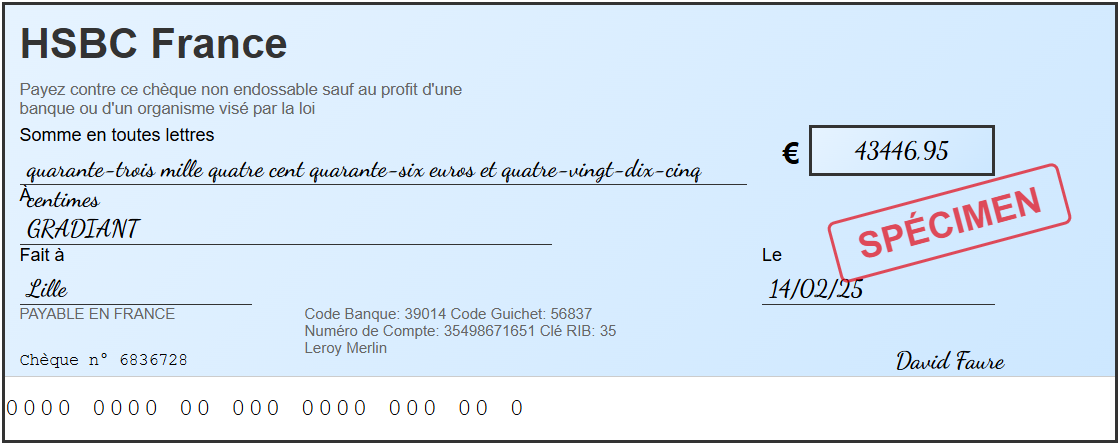 HSBC France
Payez contre ce chèque non endossable sauf au profit d'une
banque ou d'un organisme visé par la loi
Somme en toutes lettres
quarante-trois mille quatre cent quarante-six euros et quatre-vingt-dix-cinq
€ 43446.95
À
centimes
GRADIANT
SPÉCIMEN
Fait à
Le
Lille
14/02/25
PAYABLE EN FRANCE
Code Banque: 39014 Code Guichet: 56837
Numéro de Compte: 35498671651 Clé RIB: 35
Leroy Merlin
Chèque n° 6836728
David Faure
0000 0000 00 000 0000 000 00 0